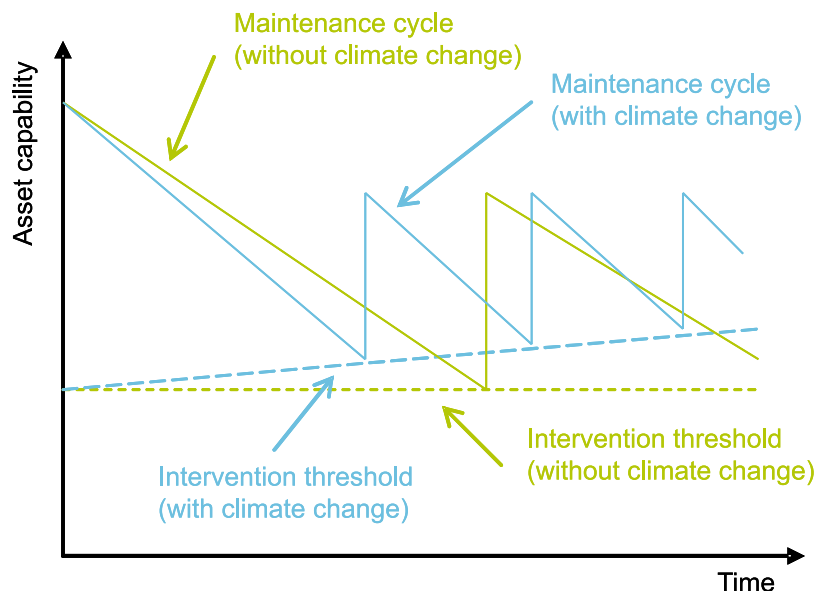 Maintenance cycle
(without climate change)
Maintenance cycle
(with climate change)
Asset capability
Intervention threshold
(without climate change)
Intervention threshold
(with climate change)
Time